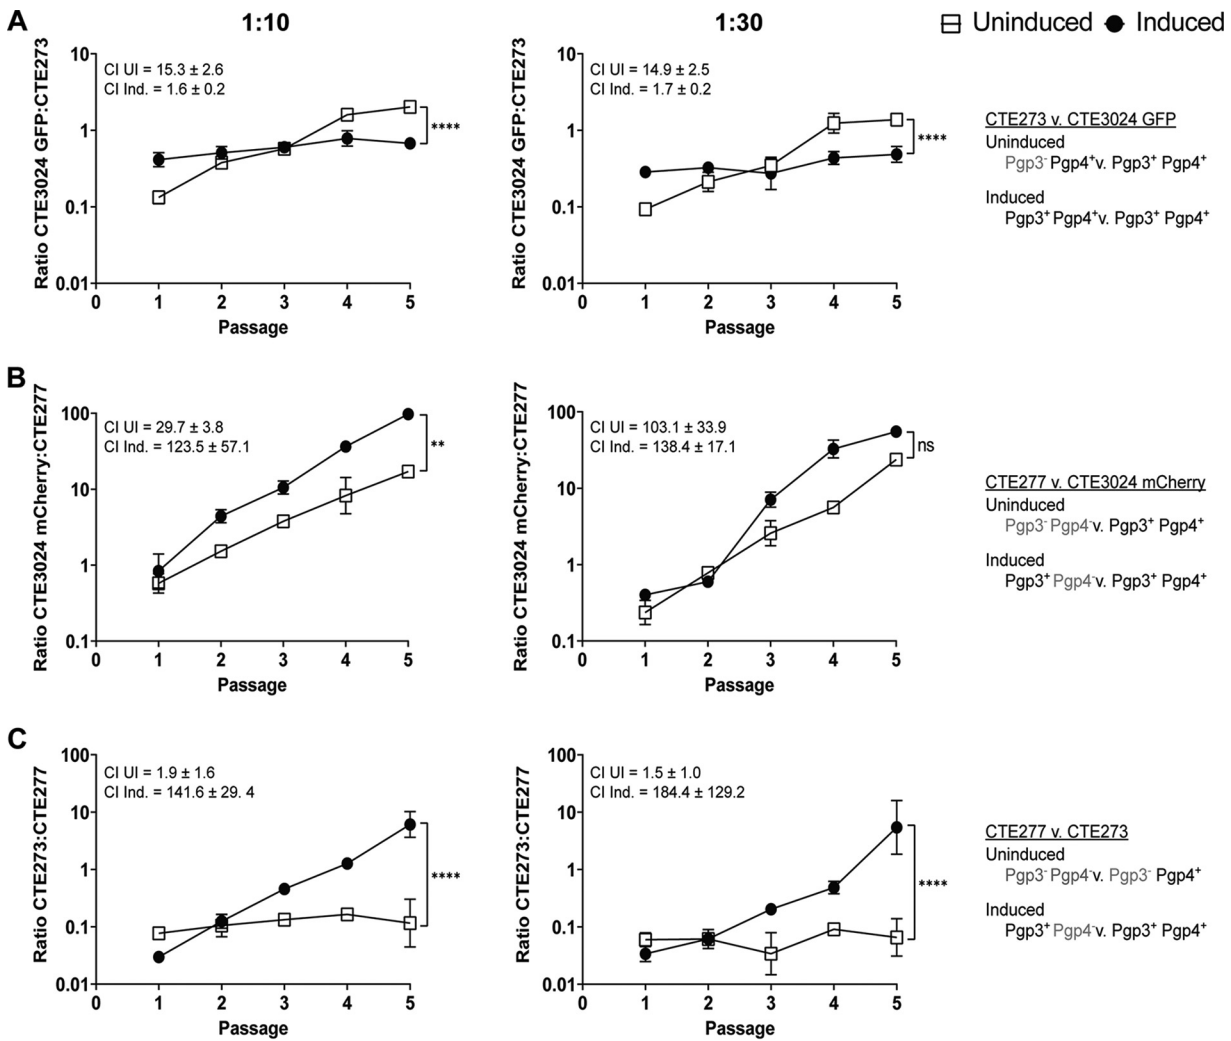 A
1:10
1:30
Uninduced
Induced
Ratio CTE3024 GFP:CTE273
10
1
0.1
0.01
CI UI = 15.3 ± 2.6
CI Ind. = 1.6 ± 0.2
****
0 1 2 3 4 5
Passage
Ratio CTE3024 GFP:CTE273
10
1
0.1
0.01
CI UI = 14.9 ± 2.5
CI Ind. = 1.7 ± 0.2
****
0 1 2 3 4 5
Passage
CTE273 v. CTE3024 GFP
Uninduced
Pgp3⁻ Pgp4⁺v. Pgp3⁺ Pgp4⁺
Induced
Pgp3⁺ Pgp4⁺v. Pgp3⁺ Pgp4⁺
B
Ratio CTE3024 mCherry:CTE277
100
10
1
0.1
CI UI = 29.7 ± 3.8
CI Ind. = 123.5 ± 57.1
**
0 1 2 3 4 5
Passage
Ratio CTE3024 mCherry:CTE277
100
10
1
0.1
CI UI = 103.1 ± 33.9
CI Ind. = 138.4 ± 17.1
ns
0 1 2 3 4 5
Passage
CTE277 v. CTE3024 mCherry
Uninduced
Pgp3⁻ Pgp4⁻v. Pgp3⁺ Pgp4⁺
Induced
Pgp3⁺ Pgp4⁻v. Pgp3⁺ Pgp4⁺
C
Ratio CTE273:CTE277
100
10
1
0.1
0.01
CI UI = 1.9 ± 1.6
CI Ind. = 141.6 ± 29. 4
****
0 1 2 3 4 5
Passage
Ratio CTE273:CTE277
100
10
1
0.1
0.01
CI UI = 1.5 ± 1.0
CI Ind. = 184.4 ± 129.2
****
0 1 2 3 4 5
Passage
CTE277 v. CTE273
Uninduced
Pgp3⁻ Pgp4⁻v. Pgp3⁻ Pgp4⁺
Induced
Pgp3⁺ Pgp4⁻v. Pgp3⁺ Pgp4⁺